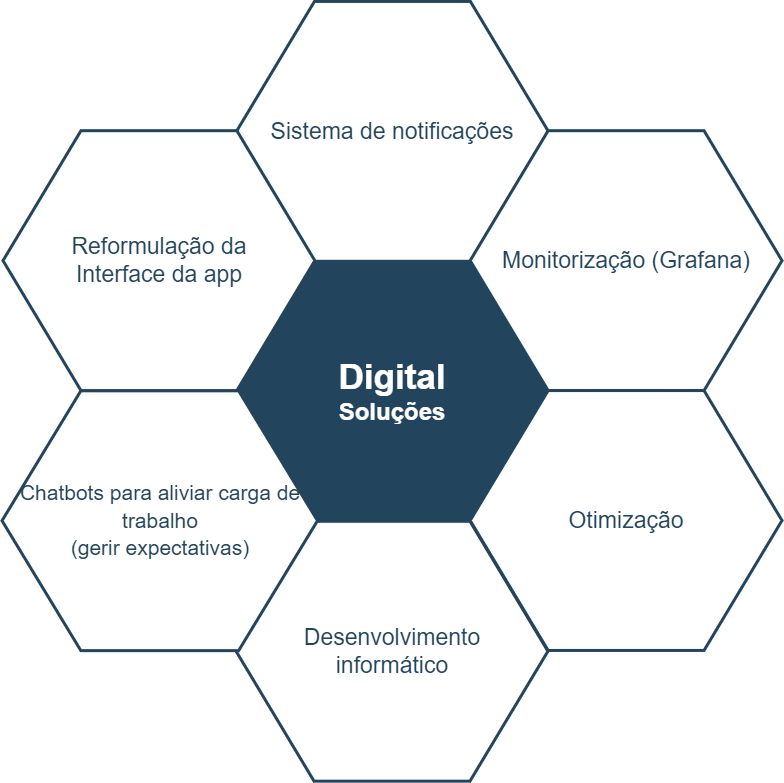 Sistema de notificações
Reformulação da
Interface da app
Monitorização (Grafana)
Digital
Soluções
Chatbots para aliviar carga de
trabalho
(gerir expectativas)
Otimização
Desenvolvimento
informático